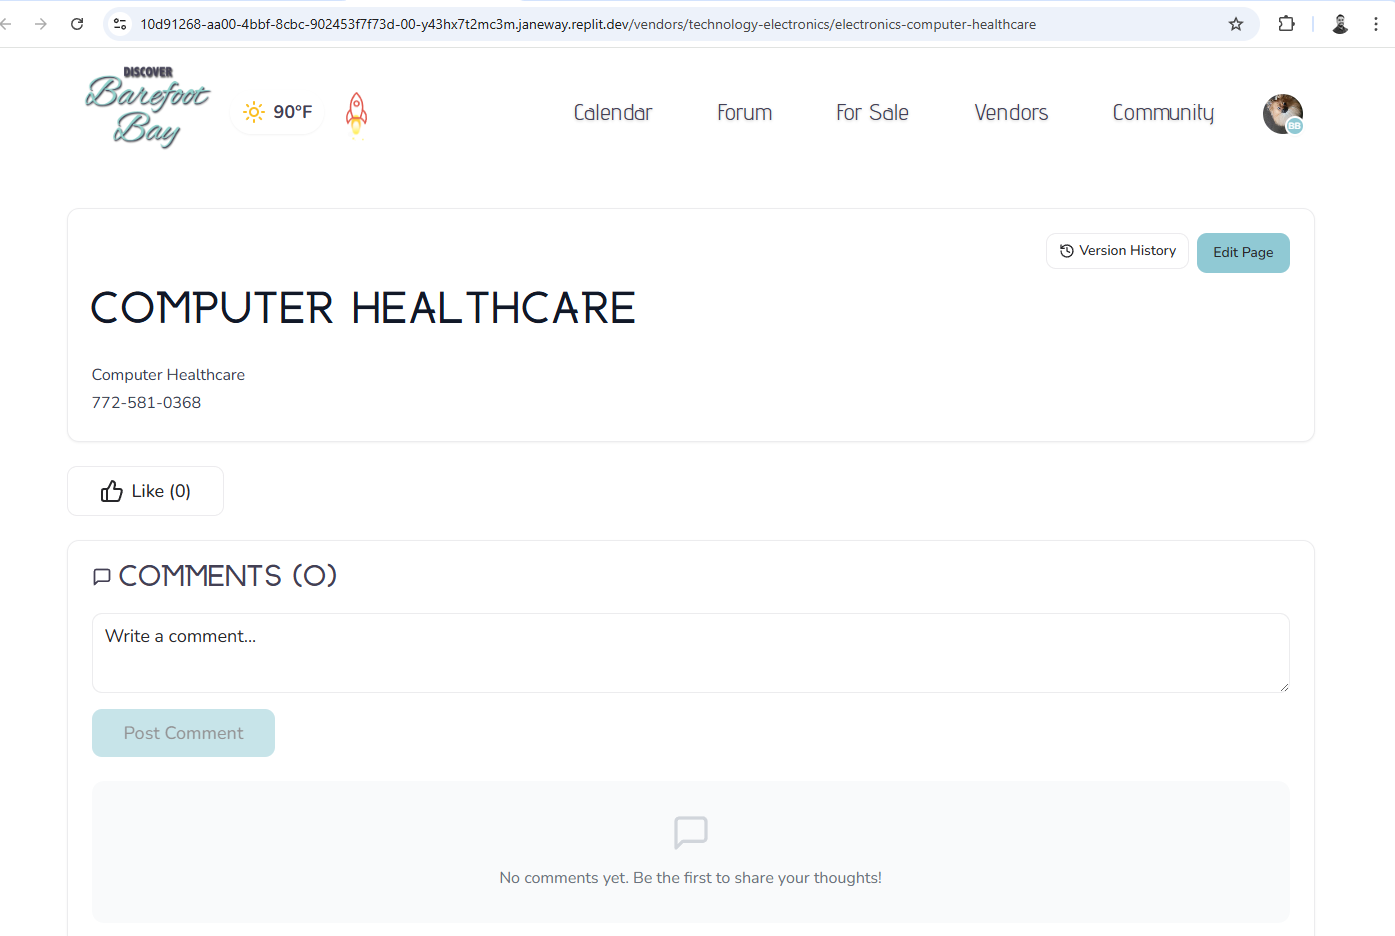 10d91268-aa00-4bbf-8cbc-902453f7f73d-00-y43hx7t2mc3m.janeway.replit.dev/vendors/technology-electronics/electronics-computer-healthcare
DISCOVER
Barefoot
Bay
90°F
Calendar
Forum
For Sale
Vendors
Community
BB
Version History
Edit Page
COMPUTER HEALTHCARE
Computer Healthcare
772-581-0368
Like (0)
COMMENTS (0)
Write a comment...
Post Comment
No comments yet. Be the first to share your thoughts!